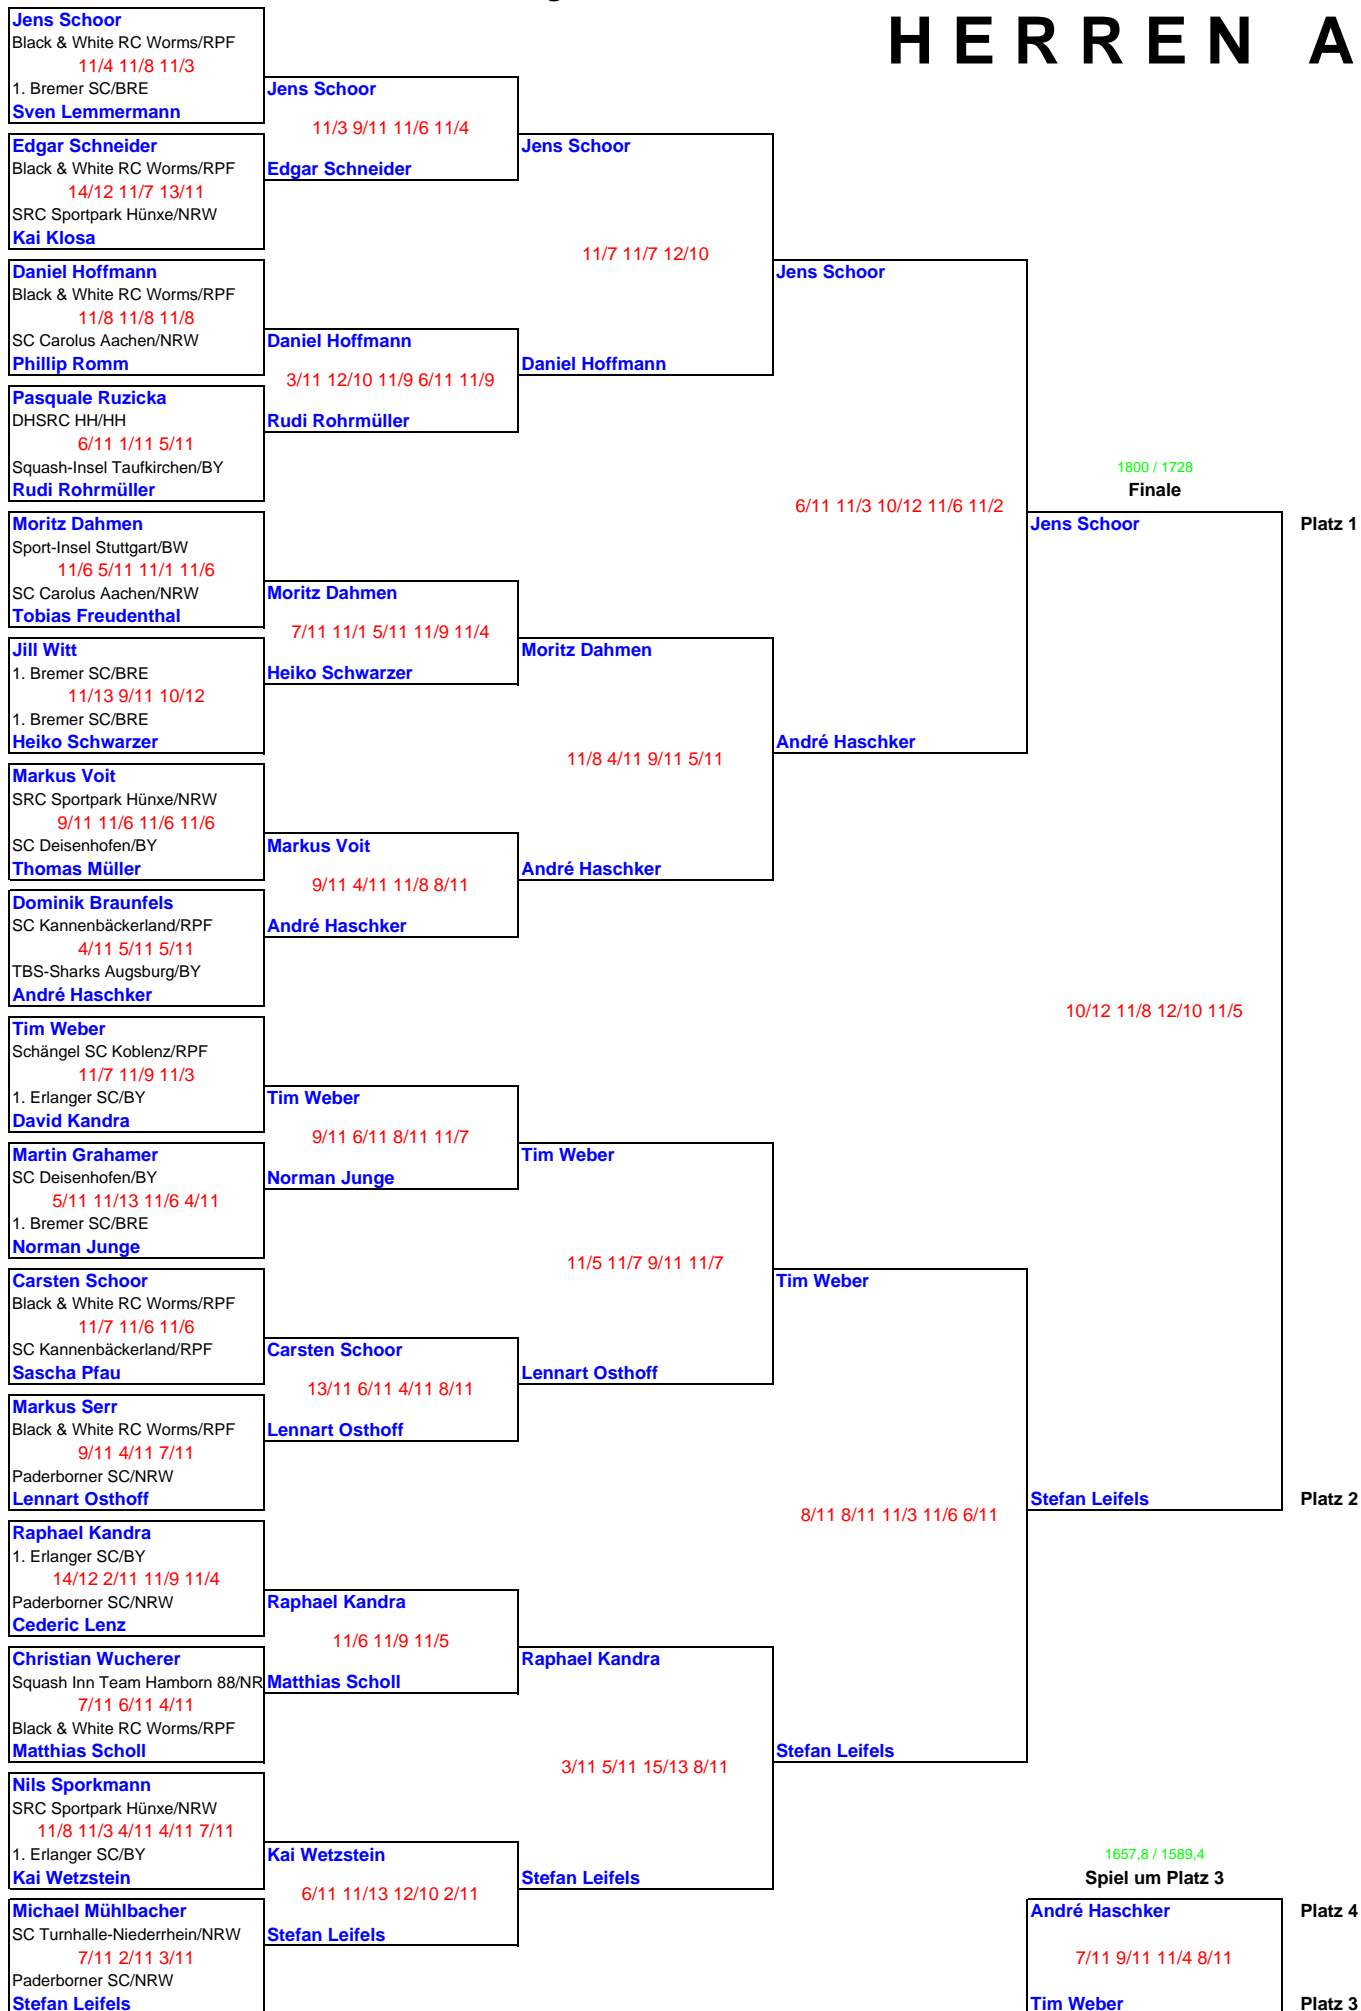 HERREN A
Jens Schoor
Black & White RC Worms/RPF
11/4 11/8 11/3
1. Bremer SC/BRE
Sven Lemmermann
Edgar Schneider
Black & White RC Worms/RPF
14/12 11/7 13/11
SRC Sportpark Hünxe/NRW
Kai Klosa
Daniel Hoffmann
Black & White RC Worms/RPF
11/8 11/8 11/8
SC Carolus Aachen/NRW
Phillip Romm
Pasquale Ruzicka
DHSRC HH/HH
6/11 1/11 5/11
Squash-Insel Taufkirchen/BY
Rudi Rohrmüller
Moritz Dahmen
Sport-Insel Stuttgart/BW
11/6 5/11 11/1 11/6
SC Carolus Aachen/NRW
Tobias Freudenthal
Jill Witt
1. Bremer SC/BRE
11/13 9/11 10/12
1. Bremer SC/BRE
Heiko Schwarzer
Markus Voit
SRC Sportpark Hünxe/NRW
9/11 11/6 11/6 11/6
SC Deisenhofen/BY
Thomas Müller
Dominik Braunfels
SC Kannenbäckerland/RPF
4/11 5/11 5/11
TBS-Sharks Augsburg/BY
André Haschker
Tim Weber
Schängel SC Koblenz/RPF
11/7 11/9 11/3
1. Erlanger SC/BY
David Kandra
Martin Grahamer
SC Deisenhofen/BY
5/11 11/13 11/6 4/11
1. Bremer SC/BRE
Norman Junge
Carsten Schoor
Black & White RC Worms/RPF
11/7 11/6 11/6
SC Kannenbäckerland/RPF
Sascha Pfau
Markus Serr
Black & White RC Worms/RPF
9/11 4/11 7/11
Paderborner SC/NRW
Lennart Osthoff
Raphael Kandra
1. Erlanger SC/BY
14/12 2/11 11/9 11/4
Paderborner SC/NRW
Cederic Lenz
Christian Wucherer
Squash Inn Team Hamborn 88/NR
7/11 6/11 4/11
Black & White RC Worms/RPF
Matthias Scholl
Nils Sporkmann
SRC Sportpark Hünxe/NRW
11/8 11/3 4/11 4/11 7/11
1. Erlanger SC/BY
Kai Wetzstein
Michael Mühlbacher
SC Turnhalle-Niederrhein/NRW
7/11 2/11 3/11
Paderborner SC/NRW
Stefan Leifels
Jens Schoor
11/3 9/11 11/6 11/4
Edgar Schneider
Daniel Hoffmann
3/11 12/10 11/9 6/11 11/9
Rudi Rohrmüller
Moritz Dahmen
7/11 11/1 5/11 11/9 11/4
Heiko Schwarzer
Markus Voit
9/11 4/11 11/8 8/11
André Haschker
Tim Weber
9/11 6/11 8/11 11/7
Norman Junge
Carsten Schoor
13/11 6/11 4/11 8/11
Lennart Osthoff
Raphael Kandra
11/6 11/9 11/5
Matthias Scholl
Kai Wetzstein
6/11 11/13 12/10 2/11
Stefan Leifels
Jens Schoor
11/7 11/7 12/10
Daniel Hoffmann
Moritz Dahmen
11/8 4/11 9/11 5/11
André Haschker
Tim Weber
11/5 11/7 9/11 11/7
Lennart Osthoff
Raphael Kandra
3/11 5/11 15/13 8/11
Stefan Leifels
Jens Schoor
6/11 11/3 10/12 11/6 11/2
André Haschker
Tim Weber
8/11 8/11 11/3 11/6 6/11
Stefan Leifels
1800 / 1728
Finale
Jens Schoor
Platz 1
10/12 11/8 12/10 11/5
Stefan Leifels
Platz 2
1657,8 / 1589,4
Spiel um Platz 3
André Haschker
Platz 4
7/11 9/11 11/4 8/11
Tim Weber
Platz 3